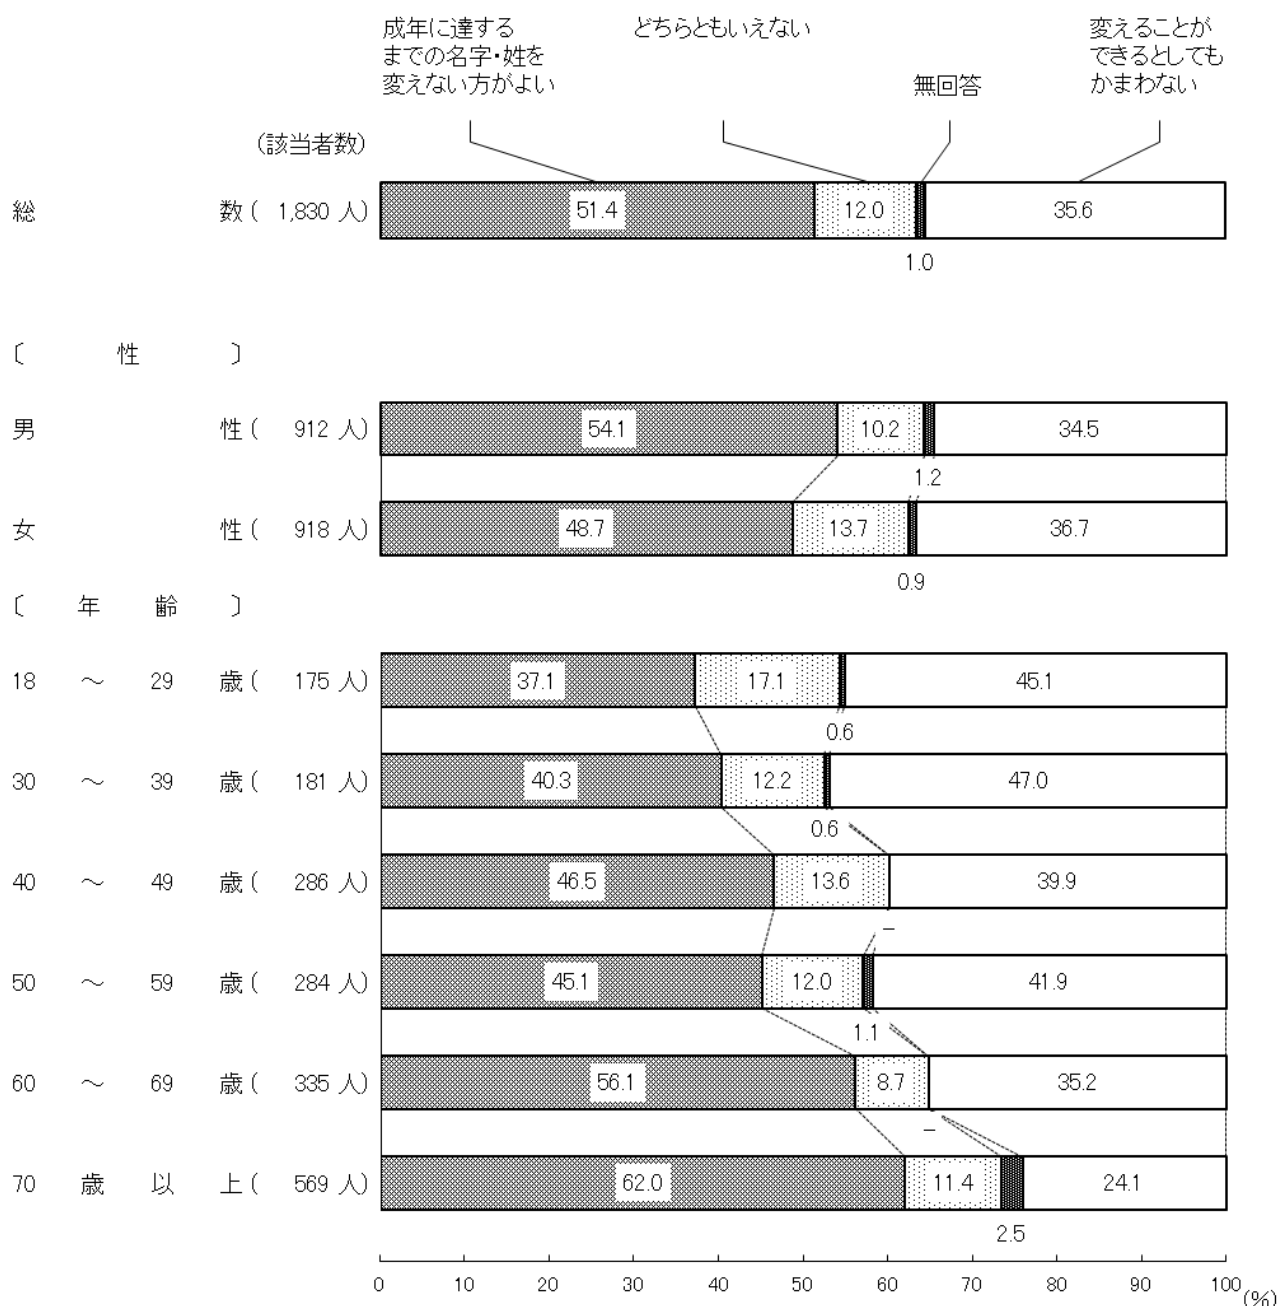 成年に達する
までの名字・姓を
変えない方がよい
どちらともいえない
無回答
変えることが
できるとしても
かまわない
(該当者数)
総数( 1,830 人) 51.4 12.0 35.6
1.0
〔 性 〕
男性( 912 人) 54.1 10.2 34.5
1.2
女性( 918 人) 48.7 13.7 36.7
0.9
〔 年 齢 〕
18 ～ 29 歳( 175 人) 37.1 17.1 45.1
0.6
30 ～ 39 歳( 181 人) 40.3 12.2 47.0
0.6
40 ～ 49 歳( 286 人) 46.5 13.6 39.9
－
50 ～ 59 歳( 284 人) 45.1 12.0 41.9
1.1
60 ～ 69 歳( 335 人) 56.1 8.7 35.2
－
70 歳以上( 569 人) 62.0 11.4 24.1
2.5
0 10 20 30 40 50 60 70 80 90 100 (%)